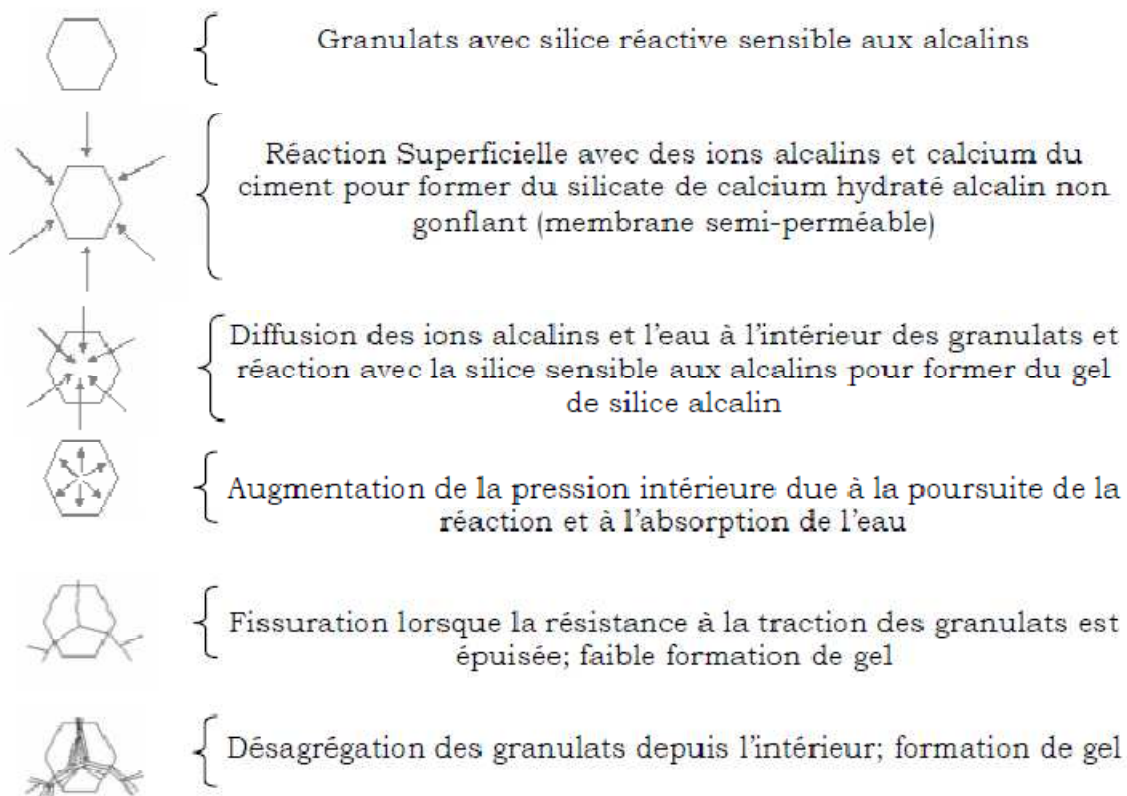 Granulats avec silice réactive sensible aux alcalins
Réaction Superficielle avec des ions alcalins et calcium du
ciment pour former du silicate de calcium hydraté alcalin non
gonflant (membrane semi-perméable)
Diffusion des ions alcalins et l'eau à l'intérieur des granulats et
réaction avec la silice sensible aux alcalins pour former du gel
de silice alcalin
Augmentation de la pression intérieure due à la poursuite de la
réaction et à l'absorption de l'eau
Fissuration lorsque la résistance à la traction des granulats est
épuisée; faible formation de gel
Désagrégation des granulats depuis l'intérieur; formation de gel